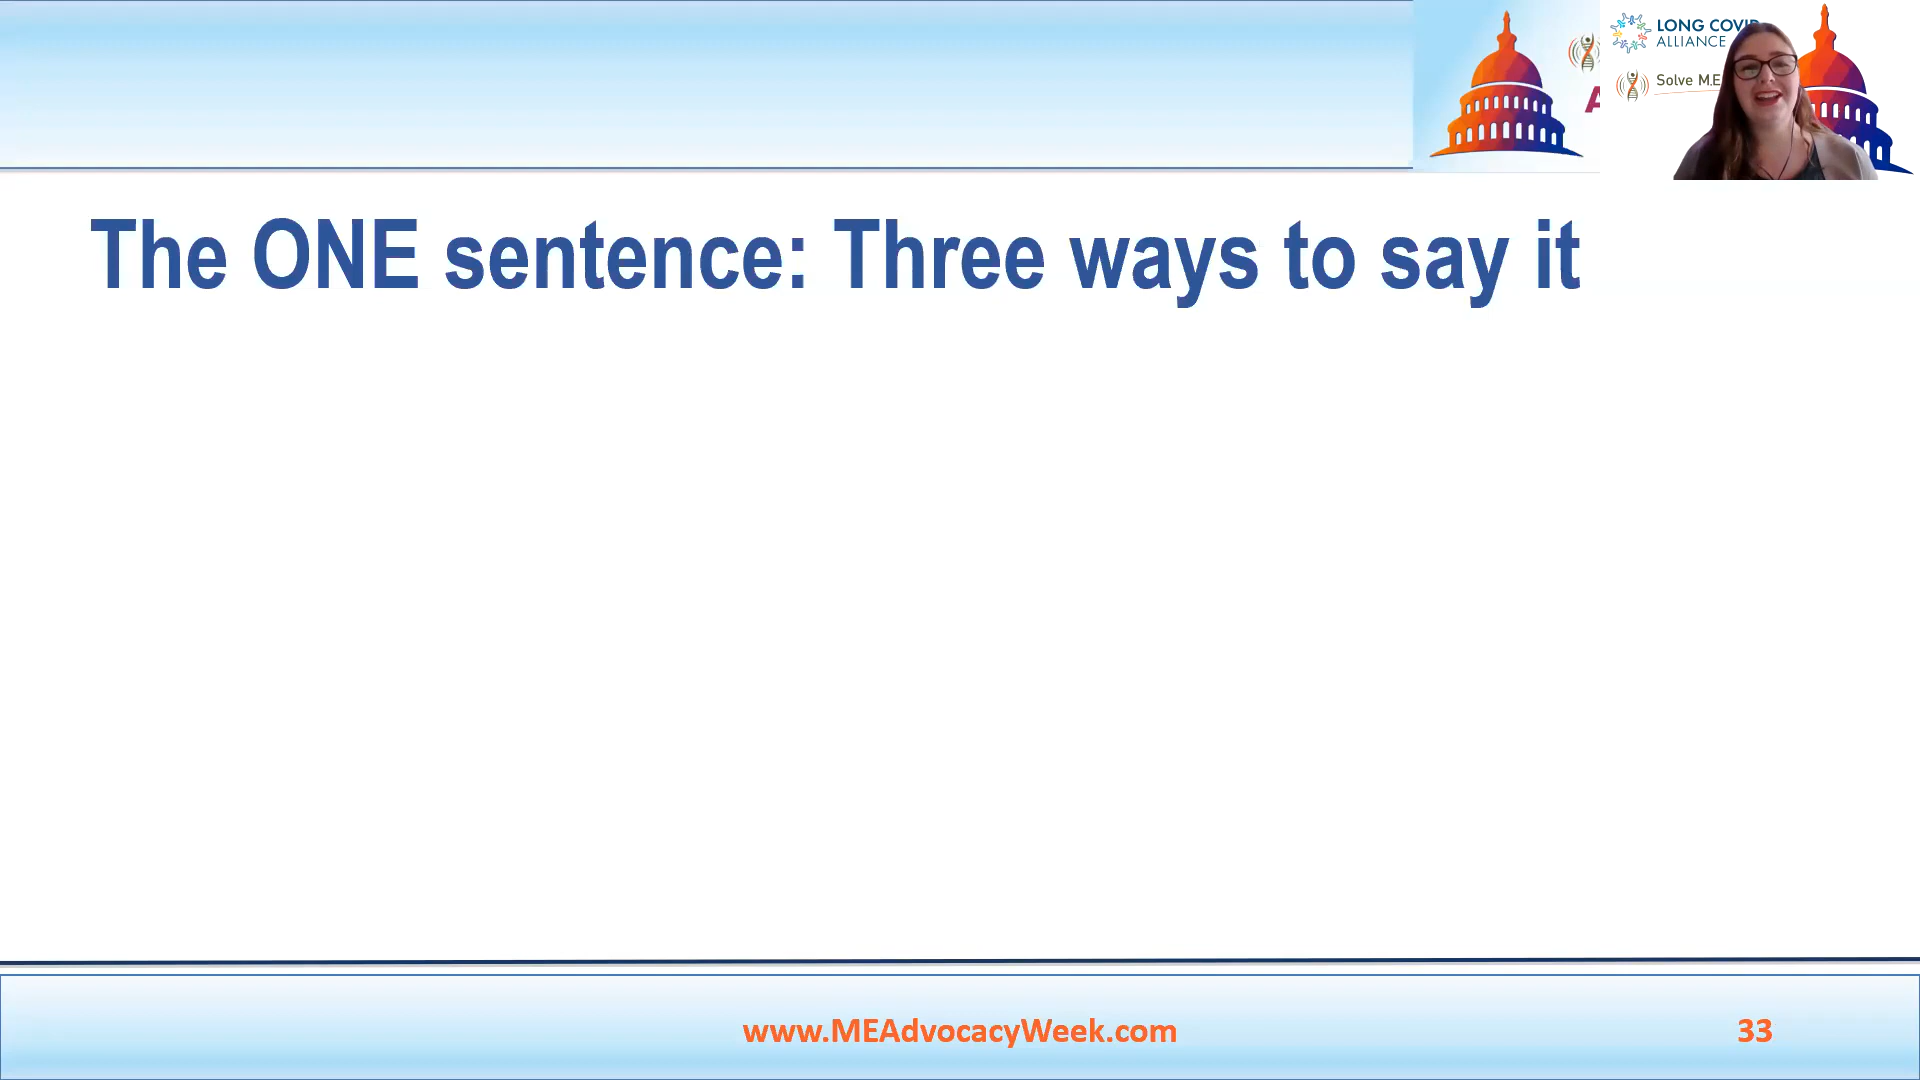 LONG COVID
ALLIANCE
Solve M.E.
A
The ONE sentence: Three ways to say it
www.MEAdvocacyWeek.com
33